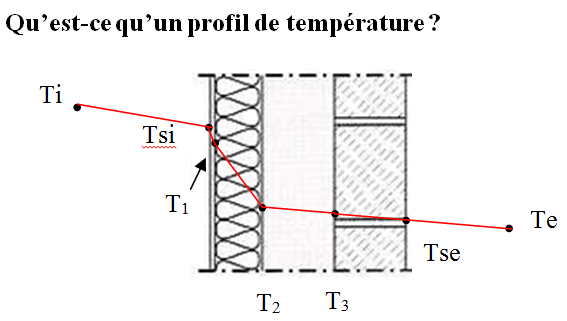 Qu'est-ce qu'un profil de température ?
Ti
Tsi
T1
Te
Tse
T2
T3